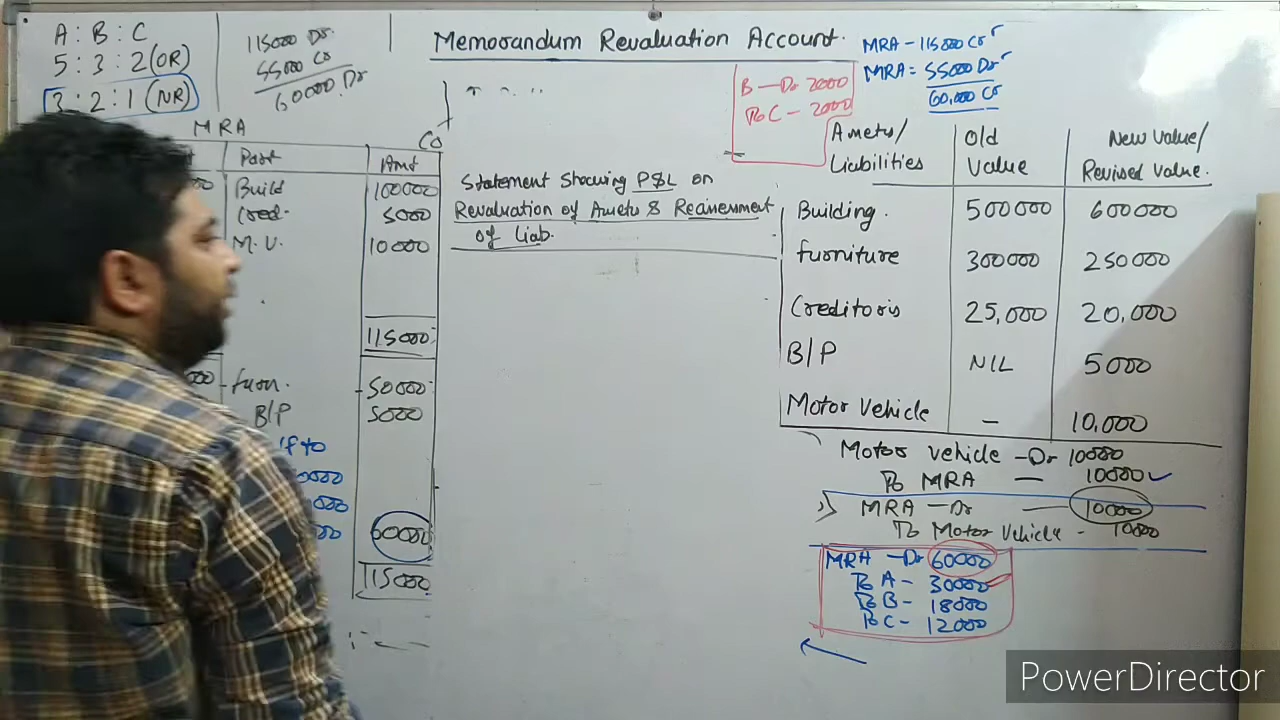 A : B : C
5 : 3 : 2 (OR)
3 : 2 : 1 (NR)
115000 Dr.
55000 Cr
60000 Dr
Memorandum Revaluation Account.
MRA - 115000 Cr
MRA = 55000 Dr
60,000 Cr
B - Dr 2000
To C - 2000
MRA
Cr
Part
Amt
Build 100000
Cred. 5000
M.V. 10000
115000
Furn. 50000
B/P 5000
60000
115000
Statement Showing P&L on
Revaluation of Assets & Reassessment
of Liab.
Assets/
Liabilities
Old
Value
New Value/
Revised Value.
Building. 500000 600000
Furniture 300000 250000
Creditors 25,000 20,000
B/P NIL 5000
Motor Vehicle - 10,000
Motor Vehicle - Dr 10000
To MRA - 10000
MRA - Dr - 10000
To Motor Vehicle - 10000
MRA - Dr 60000
To A - 30000
To B - 18000
To C - 12000
PowerDirector